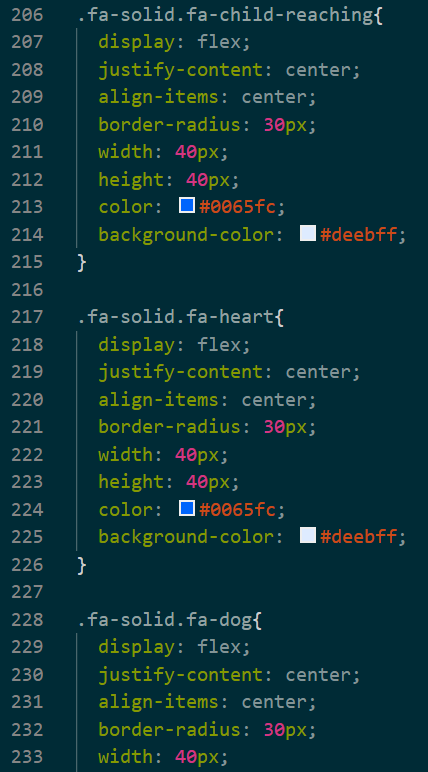 206 .fa-solid.fa-child-reaching{
207 display: flex;
208 justify-content: center;
209 align-items: center;
210 border-radius: 30px;
211 width: 40px;
212 height: 40px;
213 color: #0065fc;
214 background-color: #deebff;
215 }
216
217 .fa-solid.fa-heart{
218 display: flex;
219 justify-content: center;
220 align-items: center;
221 border-radius: 30px;
222 width: 40px;
223 height: 40px;
224 color: #0065fc;
225 background-color: #deebff;
226 }
227
228 .fa-solid.fa-dog{
229 display: flex;
230 justify-content: center;
231 align-items: center;
232 border-radius: 30px;
233 width: 40px;